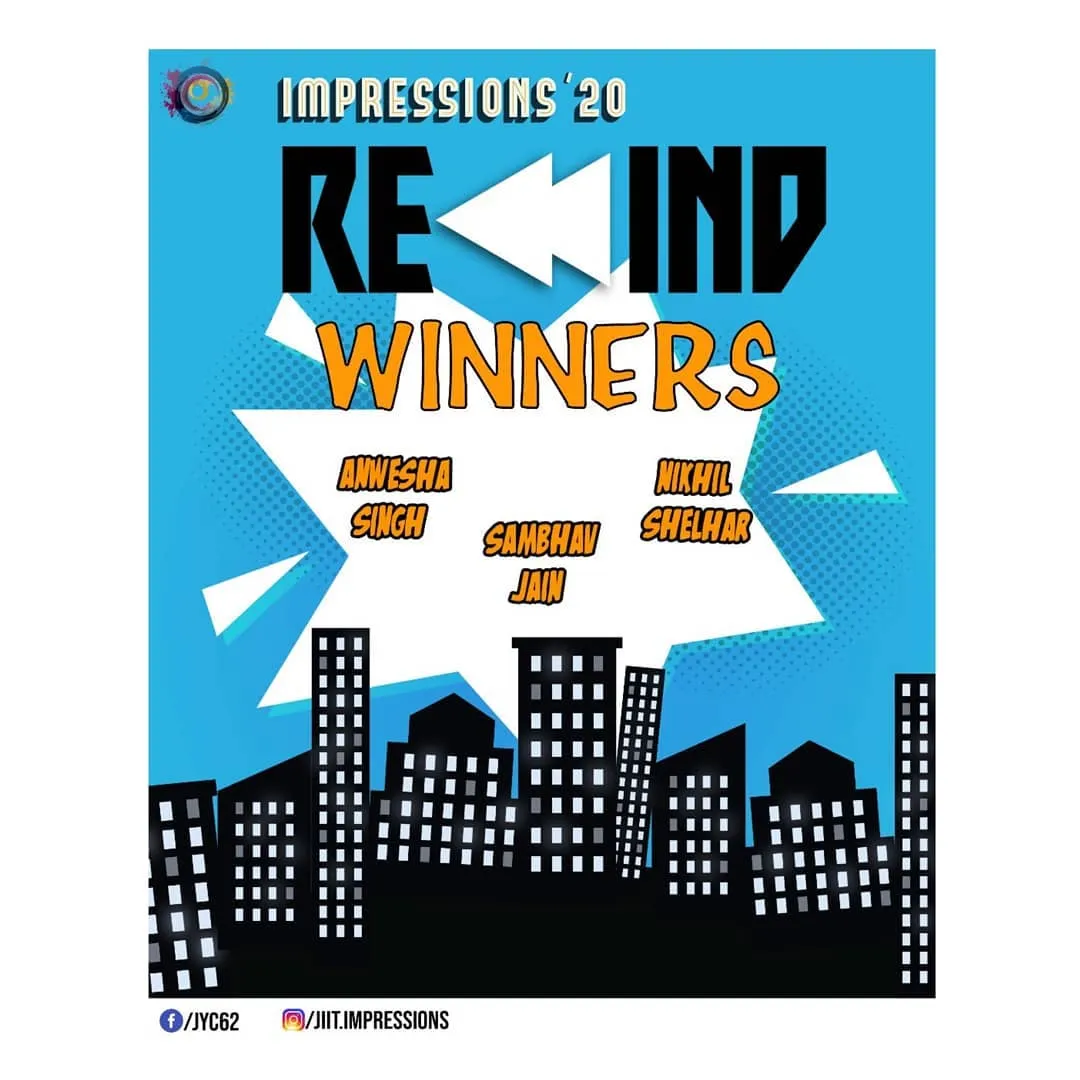 IMPRESSIONS'20
REWIND
WINNERS
ANWESHA
SINGH
SAMBHAV
JAIN
NIKHIL
SHELHAR
/JYC62
/JIIT.IMPRESSIONS